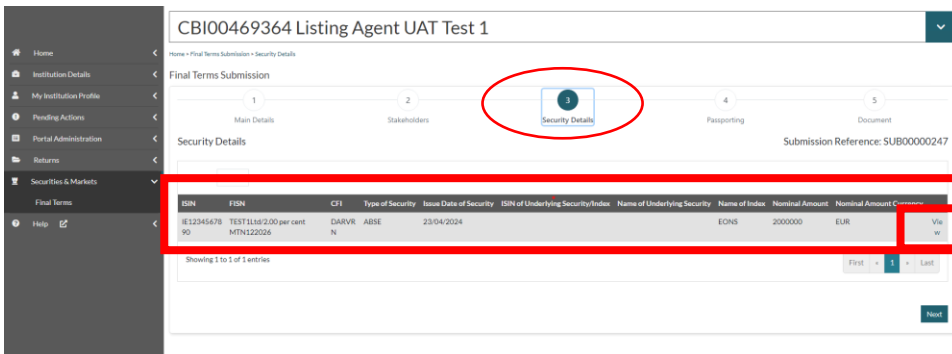 CBI00469364 Listing Agent UAT Test 1
Home
Institution Details
My Institution Profile
Pending Actions
Portal Administration
Returns
Securities & Markets
Final Terms
Help
Home • Final Terms Submission • Security Details
Final Terms Submission
1 2 3 4 5
Main Details Stakeholders Security Details Passporting Document
Security Details Submission Reference: SUB00000247
ISIN FISN CFI Type of Security Issue Date of Security ISIN of Underlying Security/Index Name of Underlying Security Name of Index Nominal Amount Nominal Amount Currency
IE12345678 TEST1Ltd/2.00 per cent DARVR ABSE 23/04/2024 EONS 2000000 EUR Vie
90 MTN122026 N w
Showing 1 to 1 of 1 entries First « 1 » Last
Next